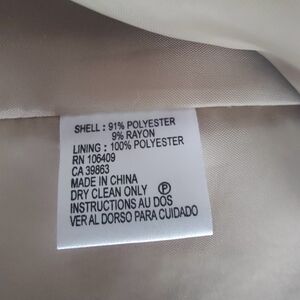 SHELL : 91% POLYESTER
9% RAYON
LINING : 100% POLYESTER
RN 106409
CA 39863
MADE IN CHINA
DRY CLEAN ONLY Ⓟ
INSTRUCTIONS AU DOS
VER AL DORSO PARA CUIDADO